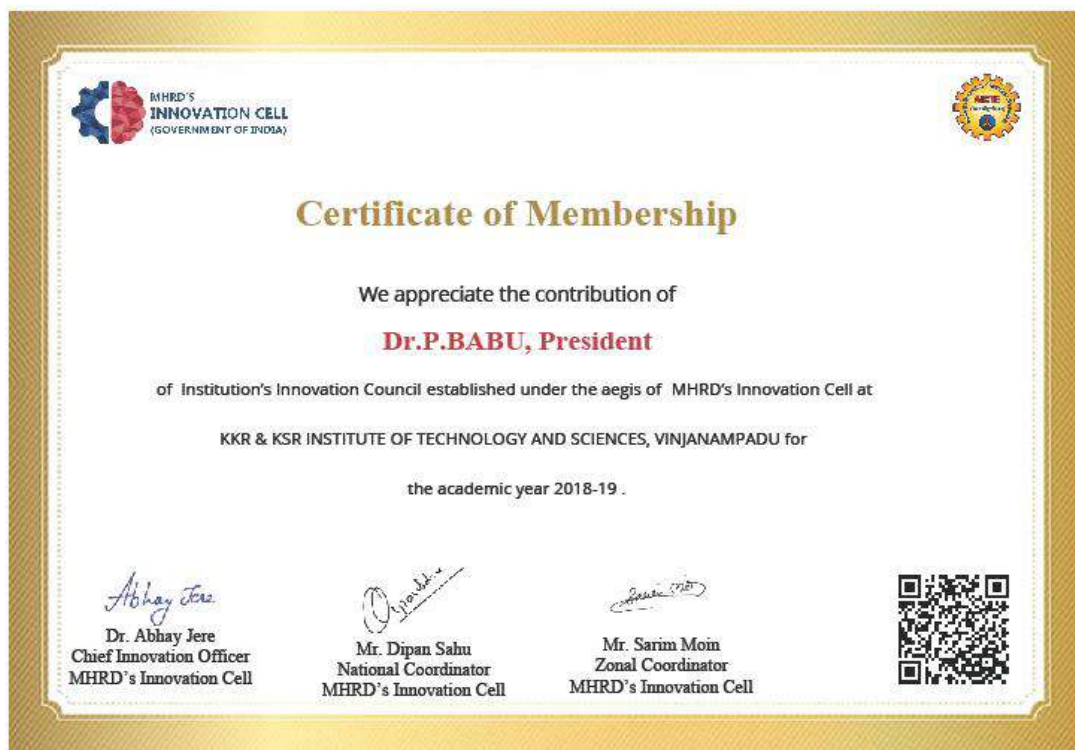 MHRD'S
INNOVATION CELL
(GOVERNMENT OF INDIA)
AICTE
Certificate of Membership
We appreciate the contribution of
Dr.P.BABU, President
of Institution's Innovation Council established under the aegis of MHRD's Innovation Cell at
KKR & KSR INSTITUTE OF TECHNOLOGY AND SCIENCES, VINJANAMPADU for
the academic year 2018-19 .
Abhay Jere
Dr. Abhay Jere
Chief Innovation Officer
MHRD's Innovation Cell
Mr. Dipan Sahu
National Coordinator
MHRD's Innovation Cell
Mr. Sarim Moin
Zonal Coordinator
MHRD's Innovation Cell